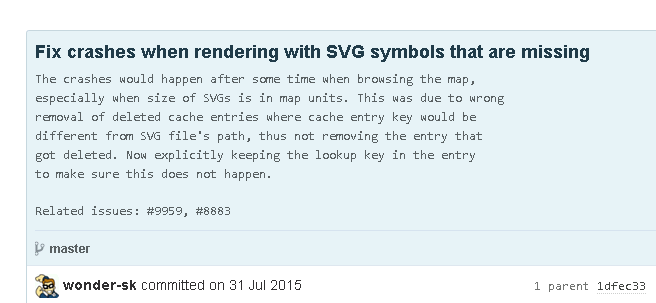 Fix crashes when rendering with SVG symbols that are missing
The crashes would happen after some time when browsing the map,
especially when size of SVGs is in map units. This was due to wrong
removal of deleted cache entries where cache entry key would be
different from SVG file's path, thus not removing the entry that
got deleted. Now explicitly keeping the lookup key in the entry
to make sure this does not happen.
Related issues: #9959, #8883
master
wonder-sk committed on 31 Jul 2015 1 parent 1dfec33